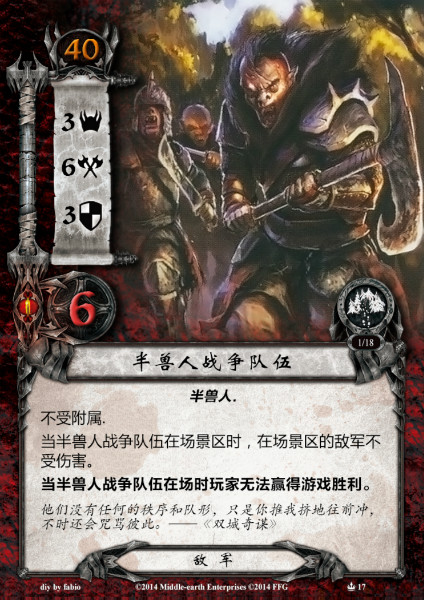 40
3
6
3
6
1/18
半兽人战争队伍
半兽人.
不受附属.
当半兽人战争队伍在场景区时，在场景区的敌军不
受伤害。
当半兽人战争队伍在场时玩家无法赢得游戏胜利。
他们没有任何的秩序和队形，只是你推我挤地往前冲，
不时还会咒骂彼此。——《双城奇谋》
敌 军
diy by fabio
©2014 Middle-earth Enterprises ©2014 FFG
17